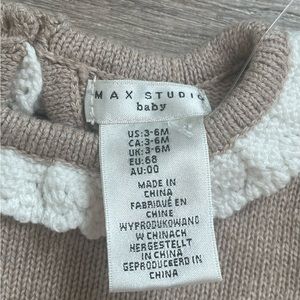 MAX STUDIO
baby
US:3-6M
CA:3-6M
UK:3-6M
EU:68
AU:00
MADE IN
CHINA
FABRIQUÉ EN
CHINE
WYPRODUKOWANO
W CHINACH
HERGESTELLT
IN CHINA
GEPRODUCEERD IN
CHINA